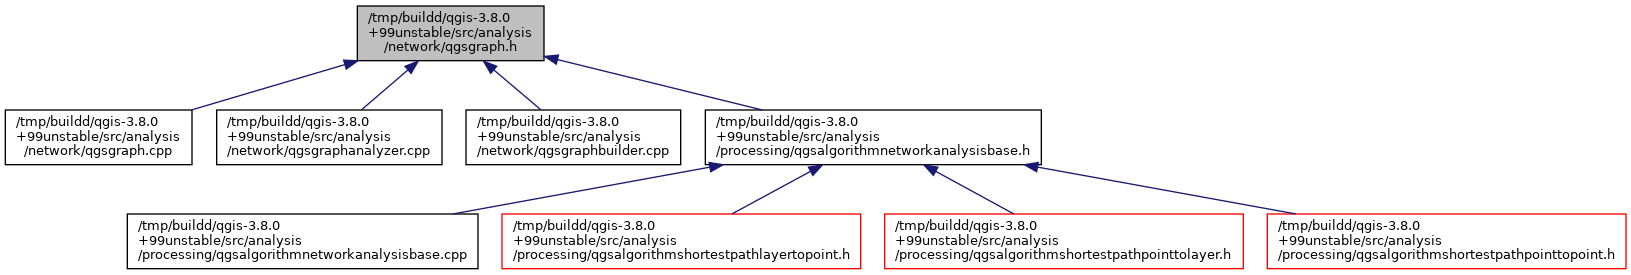 /tmp/buildd/qgis-3.8.0
+99unstable/src/analysis
/network/qgsgraph.h
/tmp/buildd/qgis-3.8.0
+99unstable/src/analysis
/network/qgsgraph.cpp
/tmp/buildd/qgis-3.8.0
+99unstable/src/analysis
/network/qgsgraphanalyzer.cpp
/tmp/buildd/qgis-3.8.0
+99unstable/src/analysis
/network/qgsgraphbuilder.cpp
/tmp/buildd/qgis-3.8.0
+99unstable/src/analysis
/processing/qgsalgorithmnetworkanalysisbase.h
/tmp/buildd/qgis-3.8.0
+99unstable/src/analysis
/processing/qgsalgorithmnetworkanalysisbase.cpp
/tmp/buildd/qgis-3.8.0
+99unstable/src/analysis
/processing/qgsalgorithmshortestpathlayertopoint.h
/tmp/buildd/qgis-3.8.0
+99unstable/src/analysis
/processing/qgsalgorithmshortestpathpointtolayer.h
/tmp/buildd/qgis-3.8.0
+99unstable/src/analysis
/processing/qgsalgorithmshortestpathpointtopoint.h